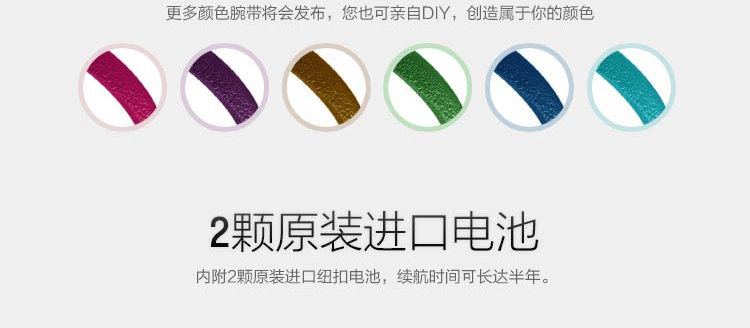 更多颜色腕带将会发布，您也可亲自DIY，创造属于你的颜色
2颗原装进口电池
内附2颗原装进口纽扣电池，续航时间可长达半年。